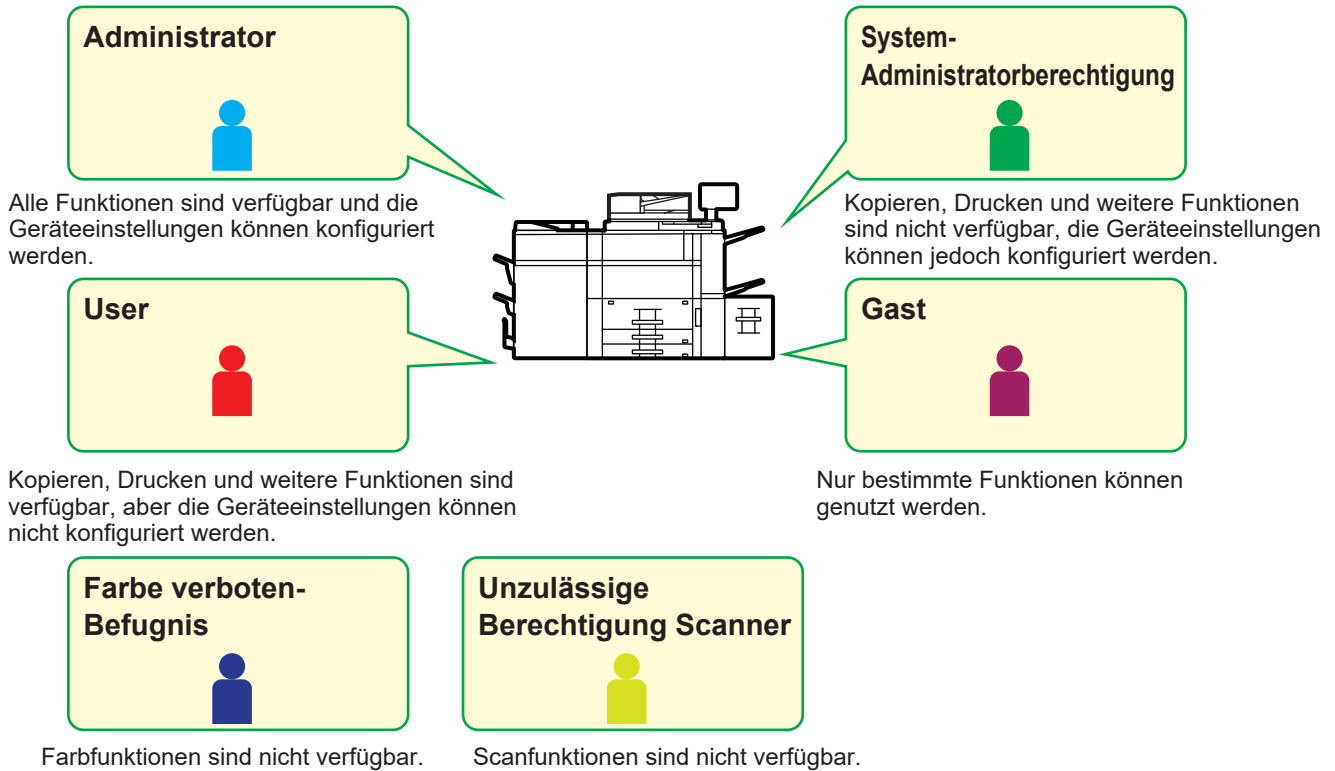 Administrator
Alle Funktionen sind verfügbar und die
Geräteeinstellungen können konfiguriert
werden.
System-
Administratorberechtigung
Kopieren, Drucken und weitere Funktionen
sind nicht verfügbar, die Geräteeinstellungen
können jedoch konfiguriert werden.
User
Kopieren, Drucken und weitere Funktionen sind
verfügbar, aber die Geräteeinstellungen können
nicht konfiguriert werden.
Gast
Nur bestimmte Funktionen können
genutzt werden.
Farbe verboten-
Befugnis
Farbfunktionen sind nicht verfügbar.
Unzulässige
Berechtigung Scanner
Scanfunktionen sind nicht verfügbar.